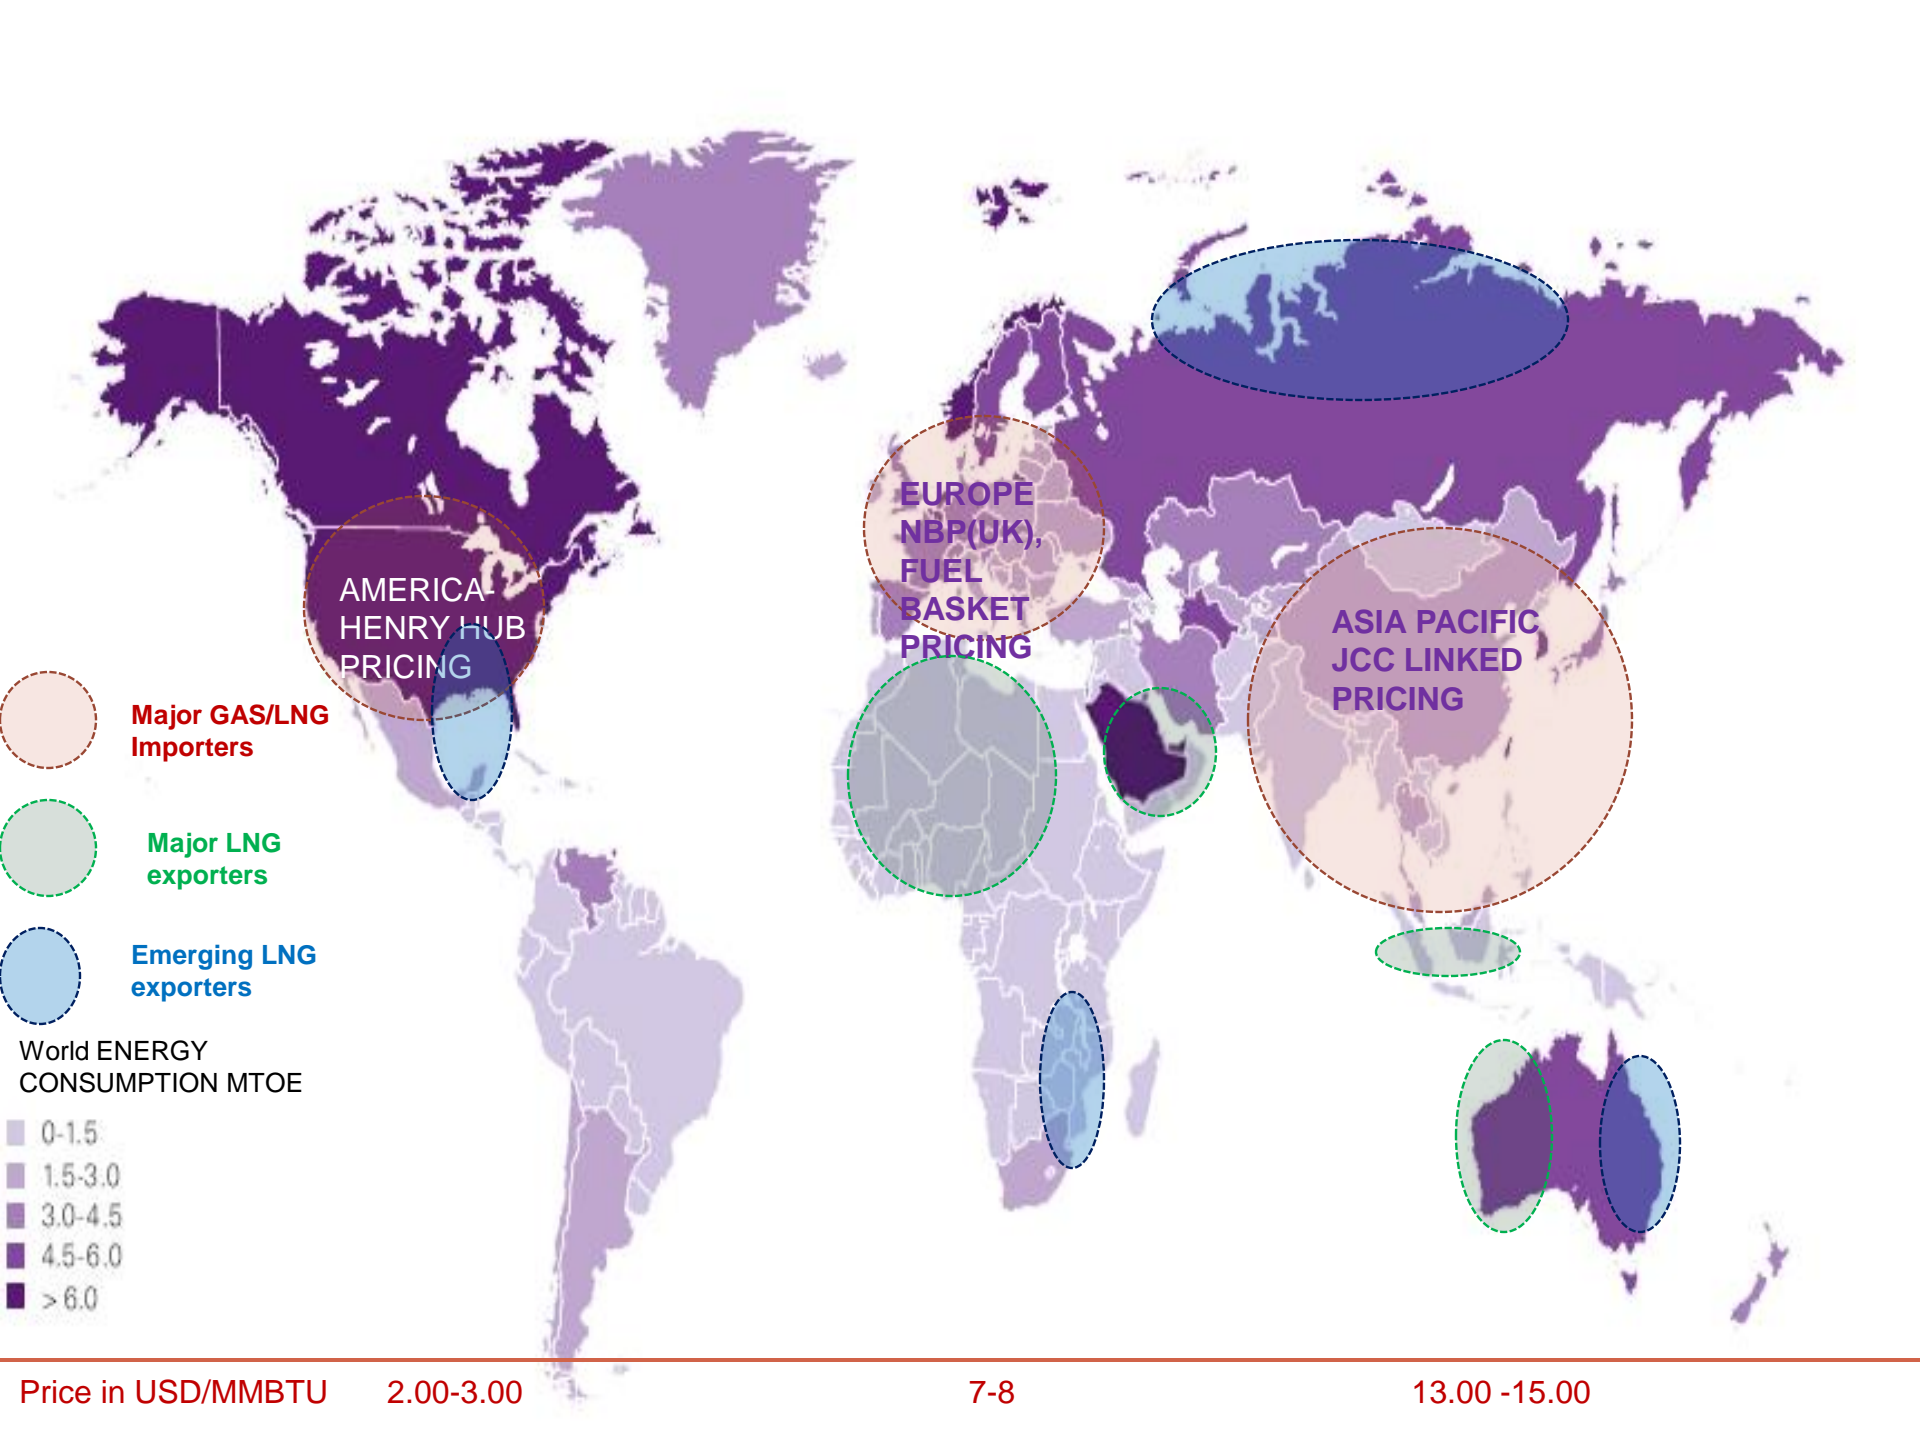 AMERICA-
HENRY HUB
PRICING
EUROPE
NBP(UK),
FUEL
BASKET
PRICING
ASIA PACIFIC
JCC LINKED
PRICING
Major GAS/LNG
Importers
Major LNG
exporters
Emerging LNG
exporters
World ENERGY
CONSUMPTION MTOE
0-1.5
1.5-3.0
3.0-4.5
4.5-6.0
>6.0
Price in USD/MMBTU 2.00-3.00 7-8 13.00 -15.00